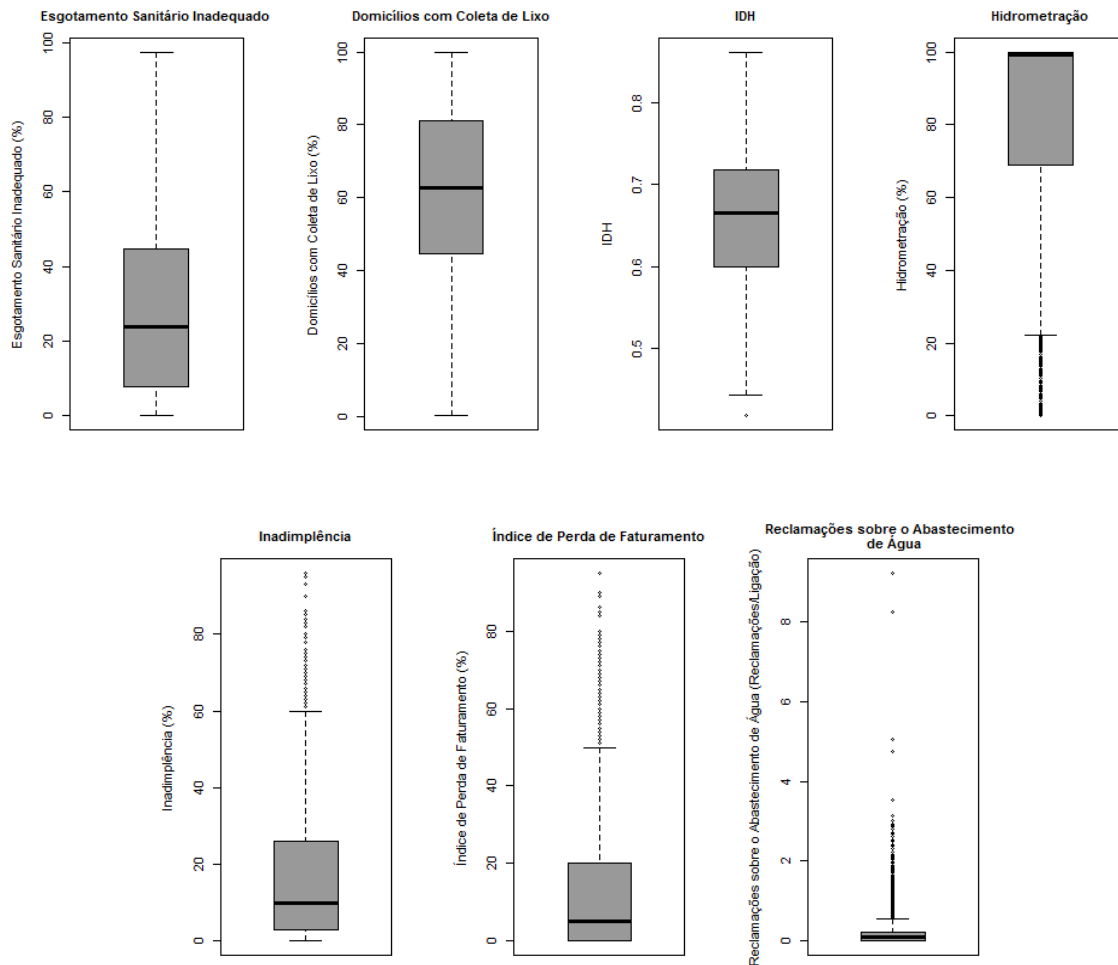 Esgotamento Sanitário Inadequado
Esgotamento Sanitário Inadequado (%)
0
20
40
60
80
100
Domicílios com Coleta de Lixo
Domicílios com Coleta de Lixo (%)
0
20
40
60
80
100
IDH
IDH
0.5
0.6
0.7
0.8
Hidrometração
Hidrometração (%)
0
20
40
60
80
100
Inadimplência
Inadimplência (%)
0
20
40
60
80
Índice de Perda de Faturamento
Índice de Perda de Faturamento (%)
0
20
40
60
80
Reclamações sobre o Abastecimento
de Água
Reclamações sobre o Abastecimento de Água (Reclamações/Ligação)
0
2
4
6
8